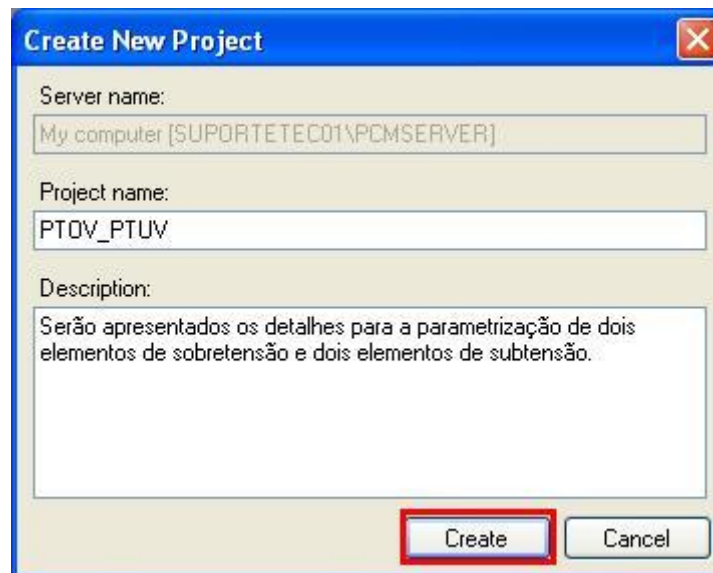 Create New Project
Server name:
My computer [SUPORTETEC01\PCMSERVER]
Project name:
PTOV_PTUV
Description:
Serão apresentados os detalhes para a parametrização de dois
elementos de sobretensão e dois elementos de subtensão.
Create
Cancel